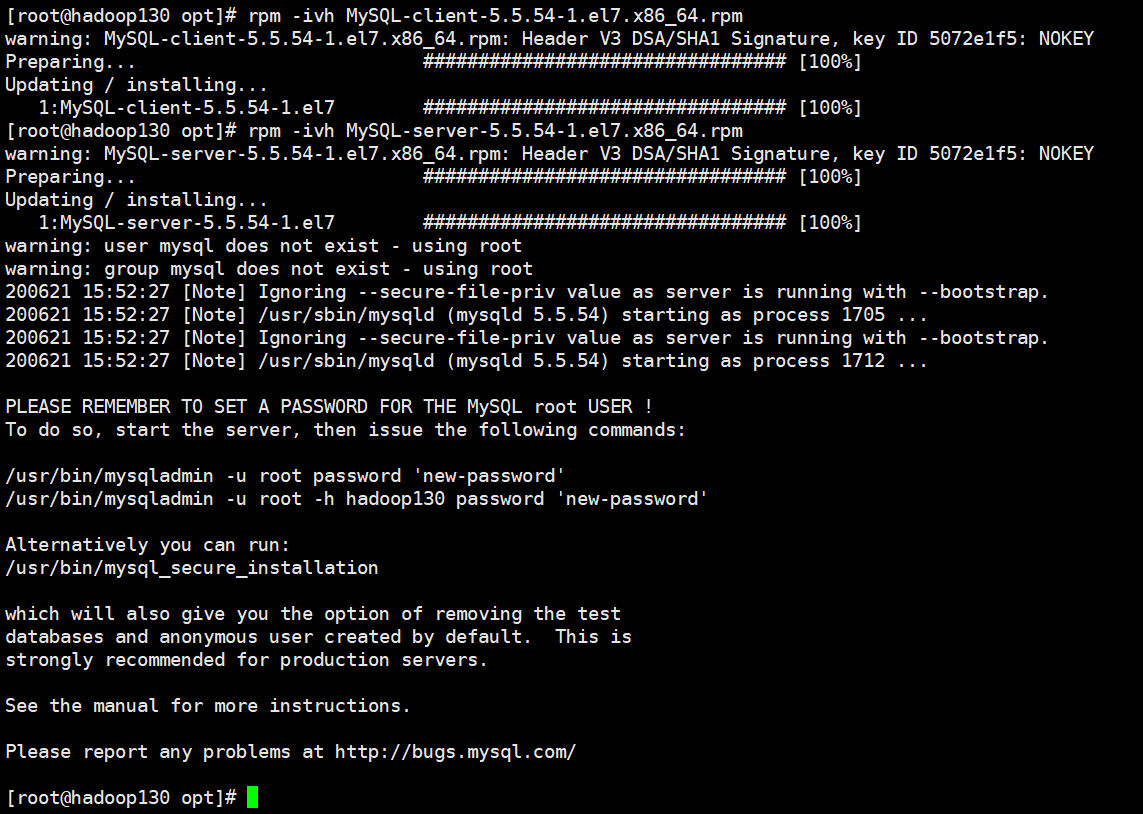 [root@hadoop130 opt]# rpm -ivh MySQL-client-5.5.54-1.el7.x86_64.rpm
warning: MySQL-client-5.5.54-1.el7.x86_64.rpm: Header V3 DSA/SHA1 Signature, key ID 5072e1f5: NOKEY
Preparing...                          ################################# [100%]
Updating / installing...
   1:MySQL-client-5.5.54-1.el7        ################################# [100%]
[root@hadoop130 opt]# rpm -ivh MySQL-server-5.5.54-1.el7.x86_64.rpm
warning: MySQL-server-5.5.54-1.el7.x86_64.rpm: Header V3 DSA/SHA1 Signature, key ID 5072e1f5: NOKEY
Preparing...                          ################################# [100%]
Updating / installing...
   1:MySQL-server-5.5.54-1.el7        ################################# [100%]
warning: user mysql does not exist - using root
warning: group mysql does not exist - using root
200621 15:52:27 [Note] Ignoring --secure-file-priv value as server is running with --bootstrap.
200621 15:52:27 [Note] /usr/sbin/mysqld (mysqld 5.5.54) starting as process 1705 ...
200621 15:52:27 [Note] Ignoring --secure-file-priv value as server is running with --bootstrap.
200621 15:52:27 [Note] /usr/sbin/mysqld (mysqld 5.5.54) starting as process 1712 ...

PLEASE REMEMBER TO SET A PASSWORD FOR THE MySQL root USER !
To do so, start the server, then issue the following commands:

/usr/bin/mysqladmin -u root password 'new-password'
/usr/bin/mysqladmin -u root -h hadoop130 password 'new-password'

Alternatively you can run:
/usr/bin/mysql_secure_installation

which will also give you the option of removing the test
databases and anonymous user created by default.  This is
strongly recommended for production servers.

See the manual for more instructions.

Please report any problems at http://bugs.mysql.com/

[root@hadoop130 opt]#